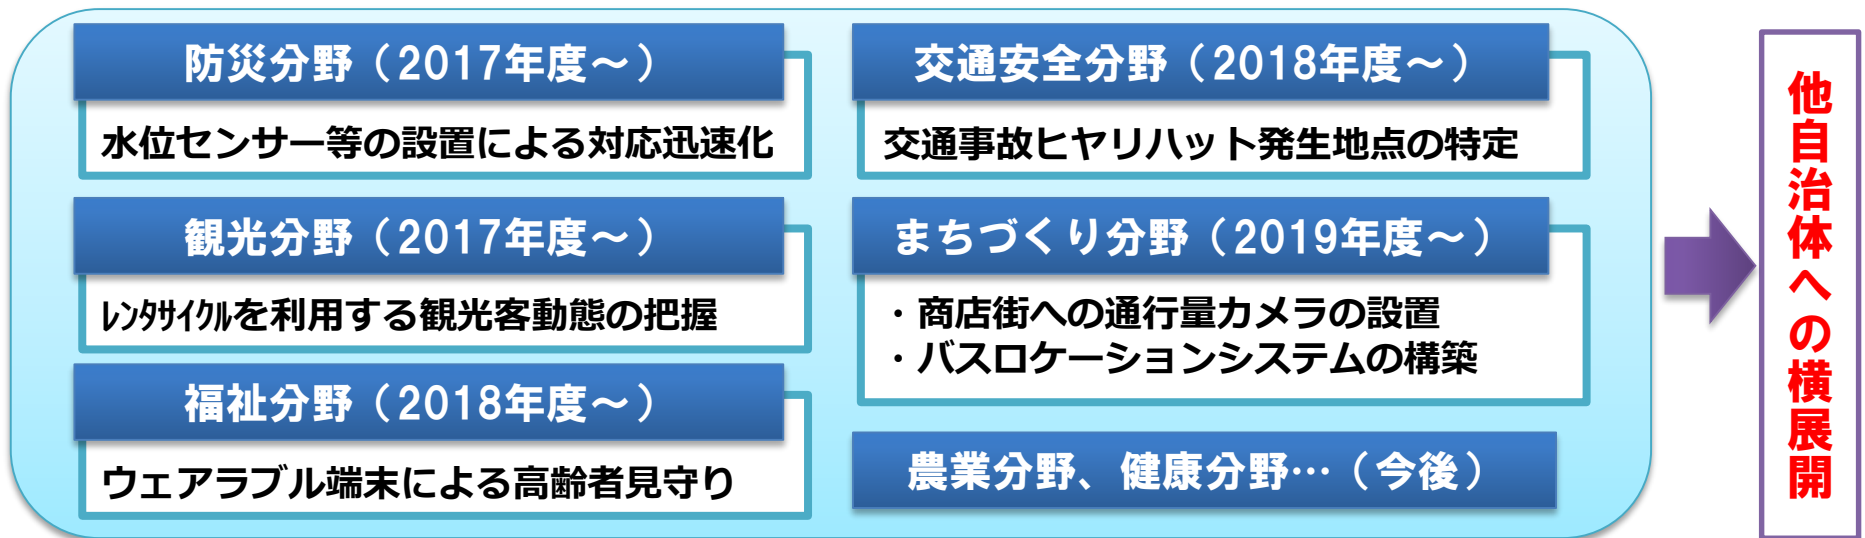 防災分野（2017年度～）
水位センサー等の設置による対応迅速化
観光分野（2017年度～）
ﾚﾝﾀｻｲｸﾙを利用する観光客動態の把握
福祉分野（2018年度～）
ウェアラブル端末による高齢者見守り
交通安全分野（2018年度～）
交通事故ヒヤリハット発生地点の特定
まちづくり分野（2019年度～）
・商店街への通行量カメラの設置
・バスロケーションシステムの構築
農業分野、健康分野…（今後）
他自治体への横展開